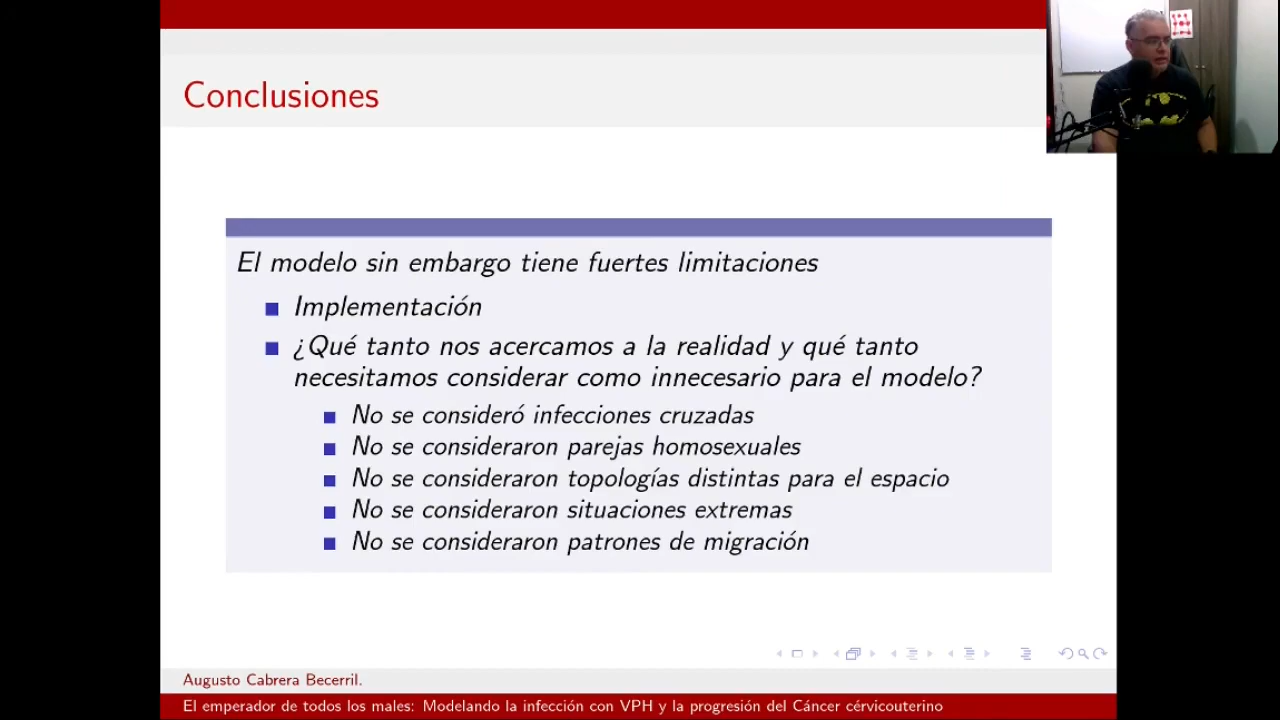 Conclusiones
El modelo sin embargo tiene fuertes limitaciones
Implementación
¿Qué tanto nos acercamos a la realidad y qué tanto
necesitamos considerar como innecesario para el modelo?
No se consideró infecciones cruzadas
No se consideraron parejas homosexuales
No se consideraron topologías distintas para el espacio
No se consideraron situaciones extremas
No se consideraron patrones de migración
Augusto Cabrera Becerril.
El emperador de todos los males: Modelando la infección con VPH y la progresión del Cáncer cérvicouterino